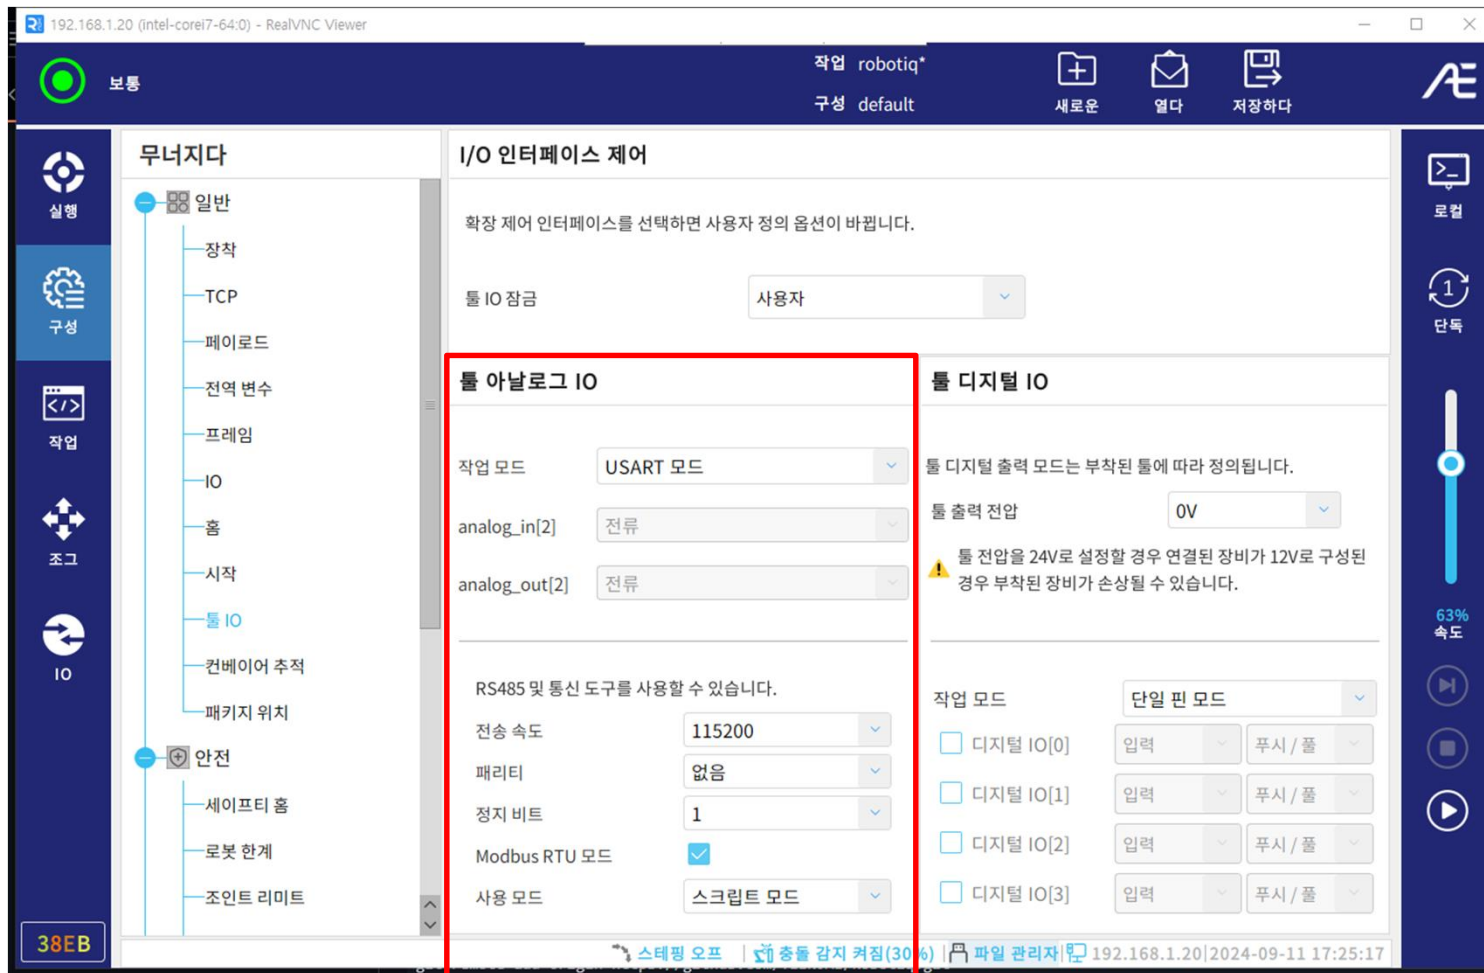 192.168.1.20 (intel-corei7-64:0) - RealVNC Viewer
보통
작업 robotiq*
구성 default
새로운
열다
저장하다
실행
구성
작업
조그
IO
38EB
무너지다
일반
장착
TCP
페이로드
전역 변수
프레임
IO
홈
시작
툴 IO
컨베이어 추적
패키지 위치
안전
세이프티 홈
로봇 한계
조인트 리미트
I/O 인터페이스 제어
확장 제어 인터페이스를 선택하면 사용자 정의 옵션이 바뀝니다.
툴 IO 잠금 사용자
툴 아날로그 IO
작업 모드 USART 모드
analog_in[2] 전류
analog_out[2] 전류
RS485 및 통신 도구를 사용할 수 있습니다.
전송 속도 115200
패리티 없음
정지 비트 1
Modbus RTU 모드
사용 모드 스크립트 모드
툴 디지털 IO
툴 디지털 출력 모드는 부착된 툴에 따라 정의됩니다.
툴 출력 전압 0V
툴 전압을 24V로 설정할 경우 연결된 장비가 12V로 구성된
경우 부착된 장비가 손상될 수 있습니다.
작업 모드 단일 핀 모드
디지털 IO[0] 입력 푸시 / 풀
디지털 IO[1] 입력 푸시 / 풀
디지털 IO[2] 입력 푸시 / 풀
디지털 IO[3] 입력 푸시 / 풀
로컬
1
단독
63%
속도
스테핑 오프 | 충돌 감지 켜짐(30%) | 파일 관리자 | 192.168.1.20|2024-09-11 17:25:17